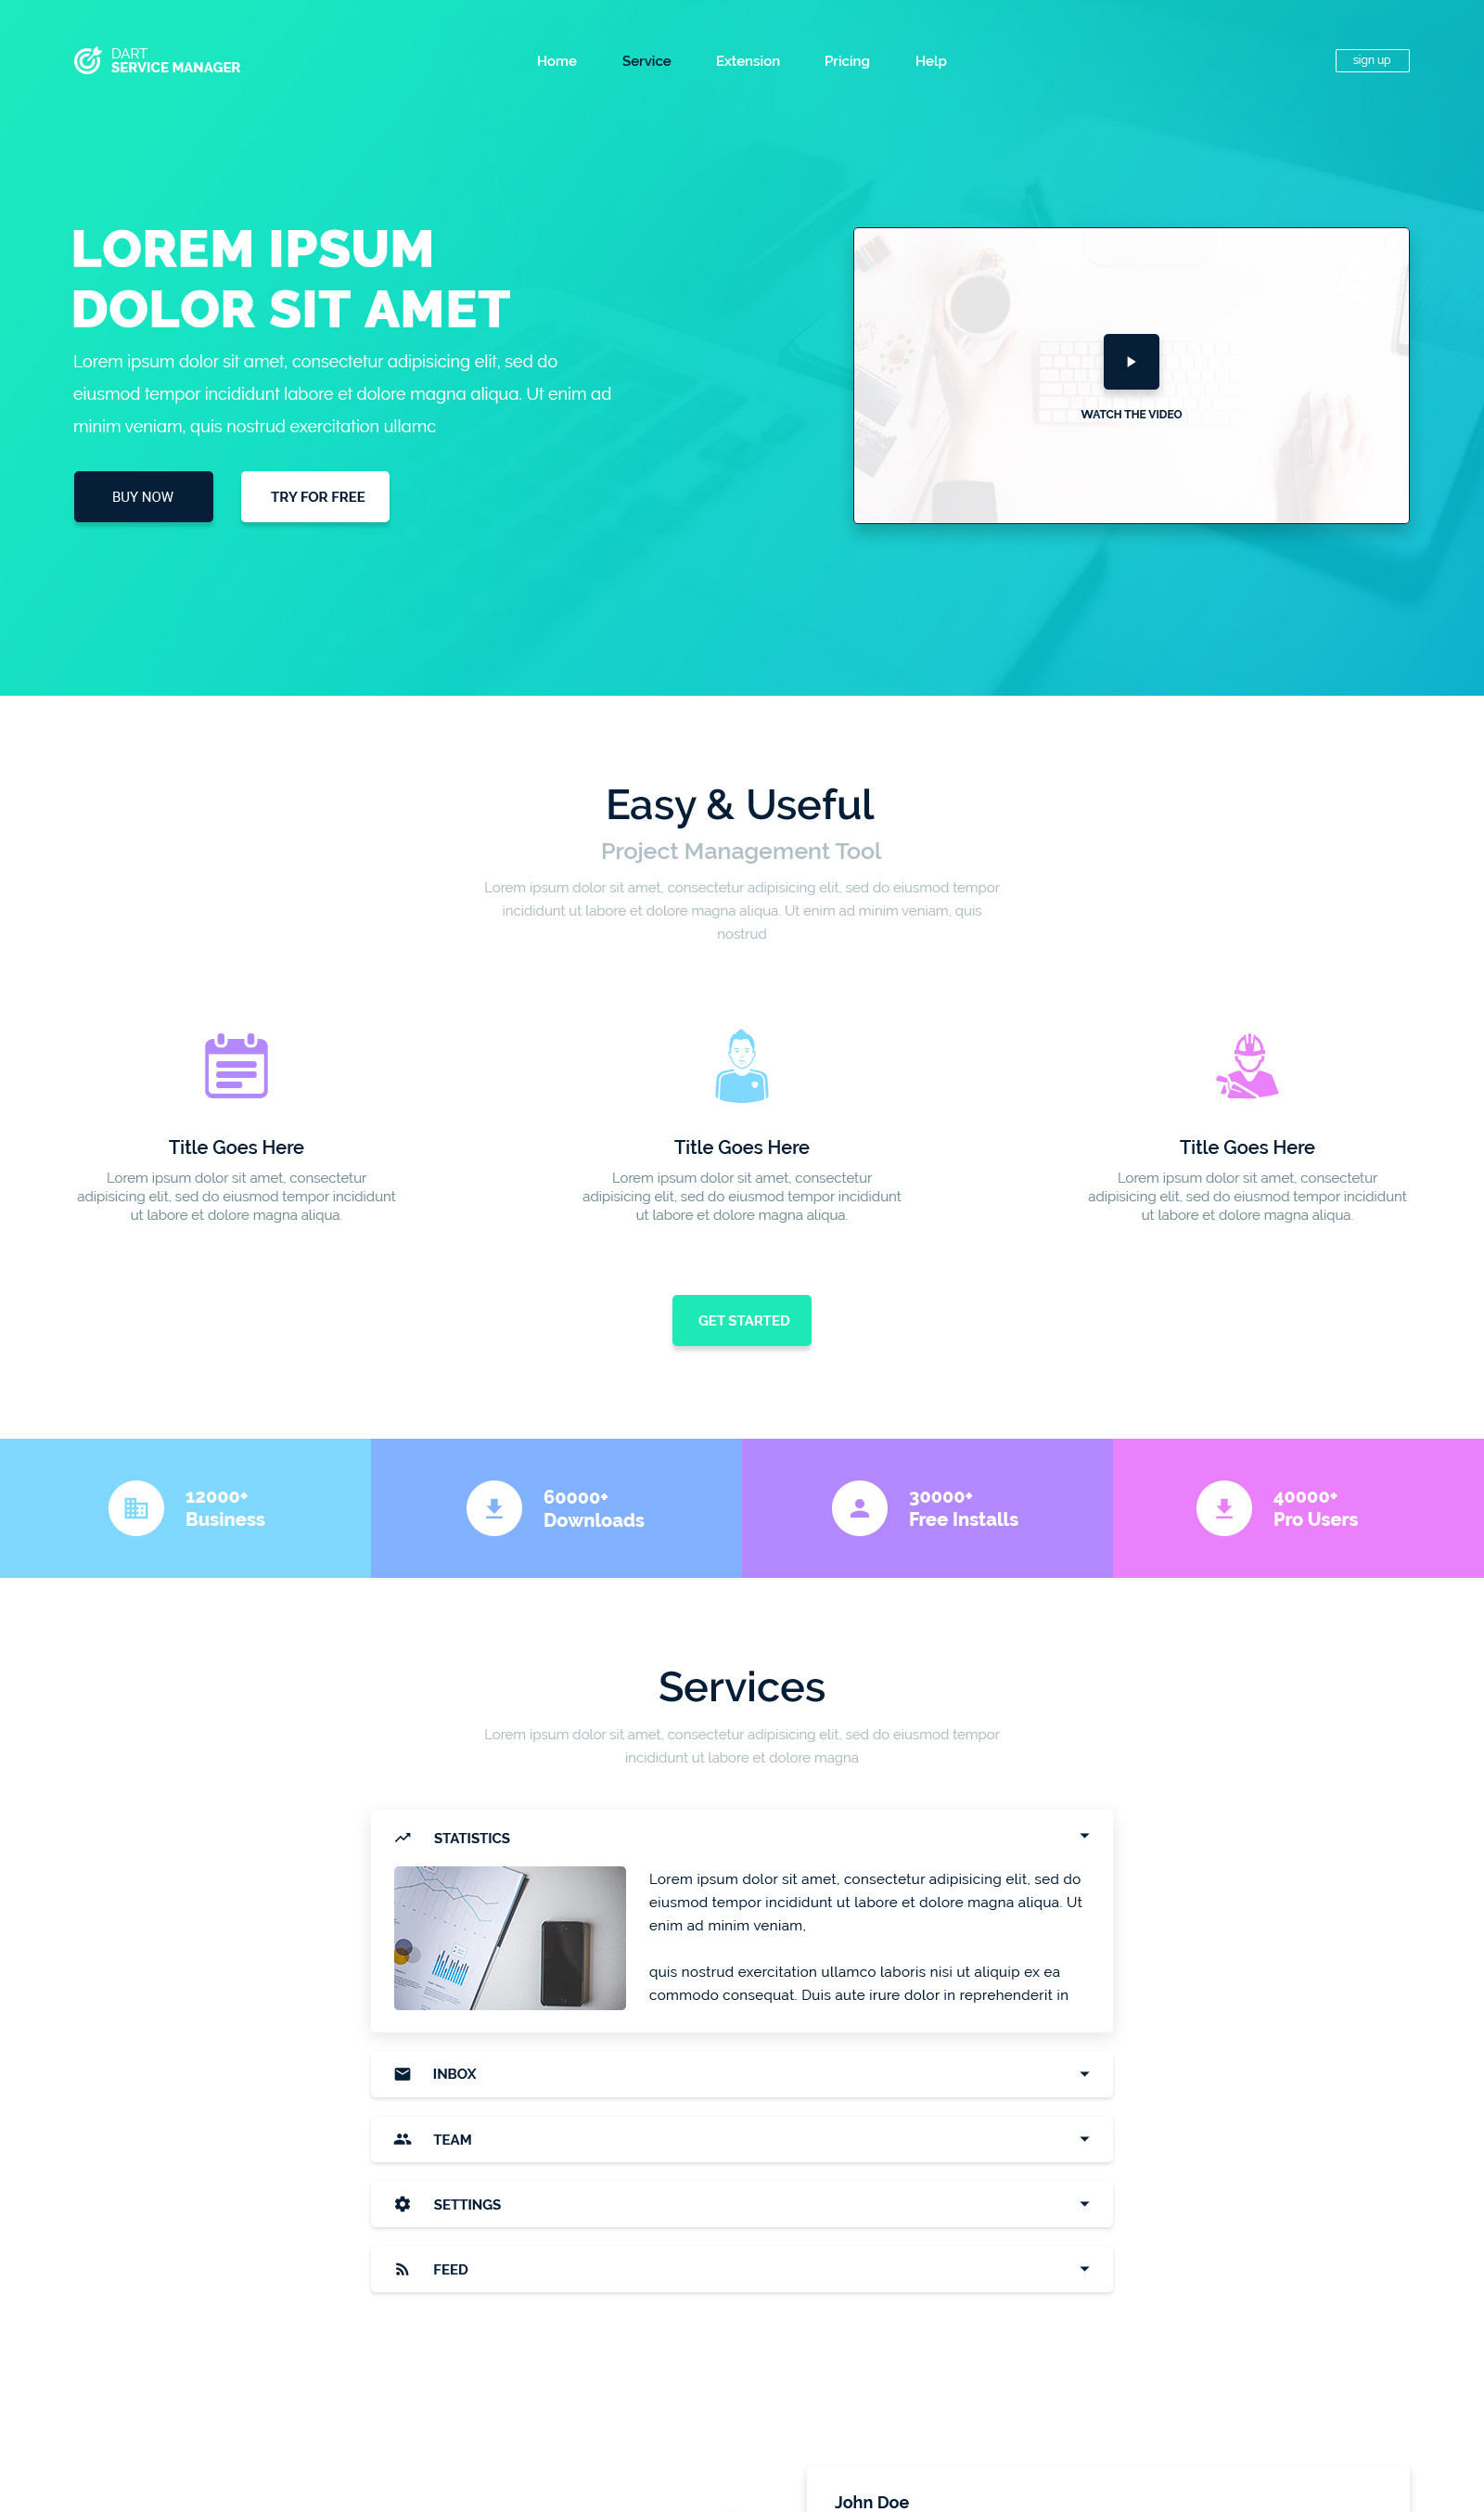 DART
SERVICE MANAGER
Home Service Extension Pricing Help
sign up
LOREM IPSUM
DOLOR SIT AMET
Lorem ipsum dolor sit amet, consectetur adipisicing elit, sed do
eiusmod tempor incididunt labore et dolore magna aliqua. Ut enim ad
minim veniam, quis nostrud exercitation ullamc
BUY NOW
TRY FOR FREE
WATCH THE VIDEO
Easy & Useful
Project Management Tool
Lorem ipsum dolor sit amet, consectetur adipisicing elit, sed do eiusmod tempor
incididunt ut labore et dolore magna aliqua. Ut enim ad minim veniam, quis
nostrud
Title Goes Here
Lorem ipsum dolor sit amet, consectetur
adipisicing elit, sed do eiusmod tempor incididunt
ut labore et dolore magna aliqua.
Title Goes Here
Lorem ipsum dolor sit amet, consectetur
adipisicing elit, sed do eiusmod tempor incididunt
ut labore et dolore magna aliqua.
Title Goes Here
Lorem ipsum dolor sit amet, consectetur
adipisicing elit, sed do eiusmod tempor incididunt
ut labore et dolore magna aliqua.
GET STARTED
12000+
Business
60000+
Downloads
30000+
Free Installs
40000+
Pro Users
Services
Lorem ipsum dolor sit amet, consectetur adipisicing elit, sed do eiusmod tempor
incididunt ut labore et dolore magna
STATISTICS
Lorem ipsum dolor sit amet, consectetur adipisicing elit, sed do
eiusmod tempor incididunt ut labore et dolore magna aliqua. Ut
enim ad minim veniam,
quis nostrud exercitation ullamco laboris nisi ut aliquip ex ea
commodo consequat. Duis aute irure dolor in reprehenderit in
INBOX
TEAM
SETTINGS
FEED
John Doe